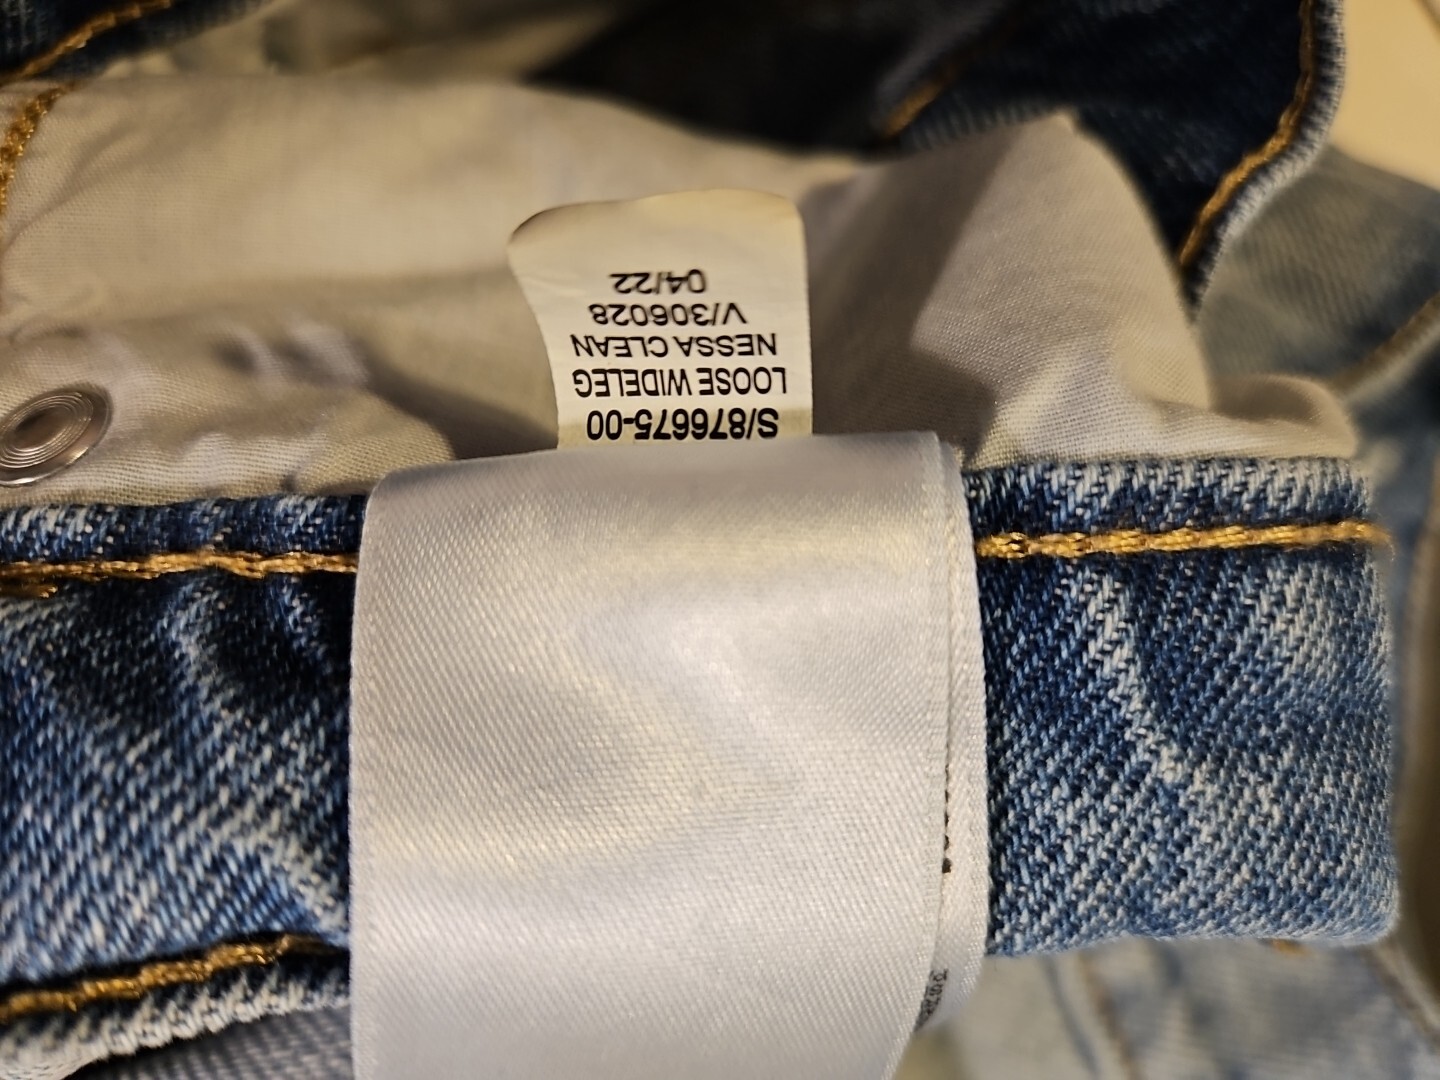 S/876675-00
LOOSE WIDELEG
NESSA CLEAN
V/306028
04/22